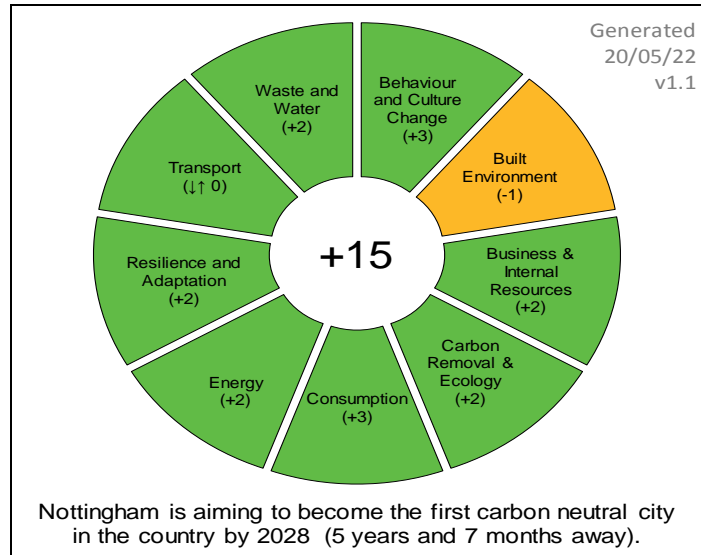 Generated
20/05/22
v1.1
Waste and
Water
(+2)
Behaviour
and Culture
Change
(+3)
Built
Environment
(-1)
Transport
(↓↑ 0)
+15
Resilience and
Adaptation
(+2)
Business &
Internal
Resources
(+2)
Energy
(+2)
Consumption
(+3)
Carbon
Removal &
Ecology
(+2)
Nottingham is aiming to become the first carbon neutral city
in the country by 2028 (5 years and 7 months away).